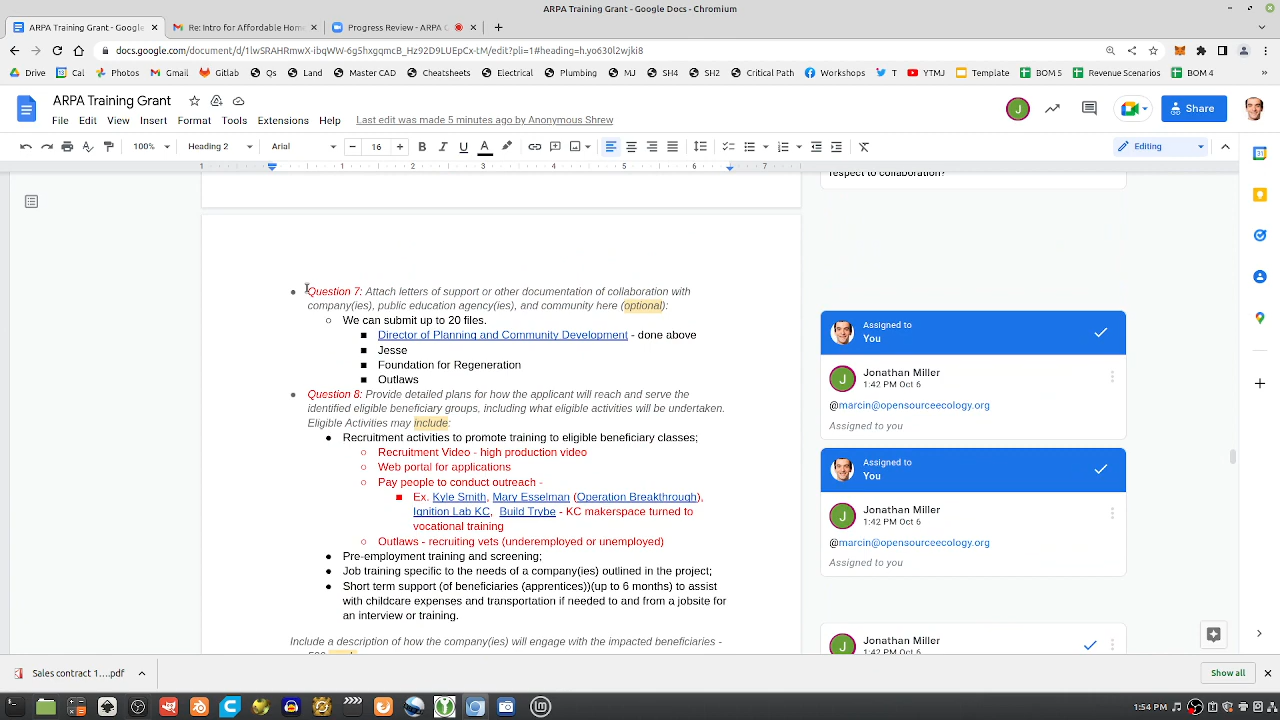 ARPA Training Grant - Google Docs - Chromium
ARPA Training Grant - Google
Re: Intro for Affordable Home
Progress Review - ARPA G
docs.google.com/document/d/1lwSRAHRmwX-ibqWW-6g5hxgqmcB_Hz92D9LUEpCx-tM/edit?pli=1#heading=h.yo630l2wjki8
Drive Cal Photos Gmail Gitlab Qs Land Master CAD Cheatsheets Electrical Plumbing MJ SH4 SH2 Critical Path Workshops T YTMJ Template BOM 5 Revenue Scenarios BOM 4 »
ARPA Training Grant
File Edit View Insert Format Tools Extensions Help Last edit was made 5 minutes ago by Anonymous Shrew
J
Share
100% Heading 2 Arial 16 Editing
1 1 2 3 4 5 6 7
respect to collaboration?
Question 7: Attach letters of support or other documentation of collaboration with
company(ies), public education agency(ies), and community here (optional):
We can submit up to 20 files.
Director of Planning and Community Development - done above
Jesse
Foundation for Regeneration
Outlaws
Question 8: Provide detailed plans for how the applicant will reach and serve the
identified eligible beneficiary groups, including what eligible activities will be undertaken.
Eligible Activities may include:
Recruitment activities to promote training to eligible beneficiary classes;
Recruitment Video - high production video
Web portal for applications
Pay people to conduct outreach -
Ex. Kyle Smith, Mary Esselman (Operation Breakthrough),
Ignition Lab KC, Build Trybe - KC makerspace turned to
vocational training
Outlaws - recruiting vets (underemployed or unemployed)
Pre-employment training and screening;
Job training specific to the needs of a company(ies) outlined in the project;
Short term support (of beneficiaries (apprentices))(up to 6 months) to assist
with childcare expenses and transportation if needed to and from a jobsite for
an interview or training.
Include a description of how the company(ies) will engage with the impacted beneficiaries -
Assigned to
You
J
Jonathan Miller
1:42 PM Oct 6
@marcin@opensourceecology.org
Assigned to you
Assigned to
You
J
Jonathan Miller
1:42 PM Oct 6
@marcin@opensourceecology.org
Assigned to you
Jonathan Miller
1:42 PM Oct 6
Sales contract 1....pdf
Show all
1:54 PM